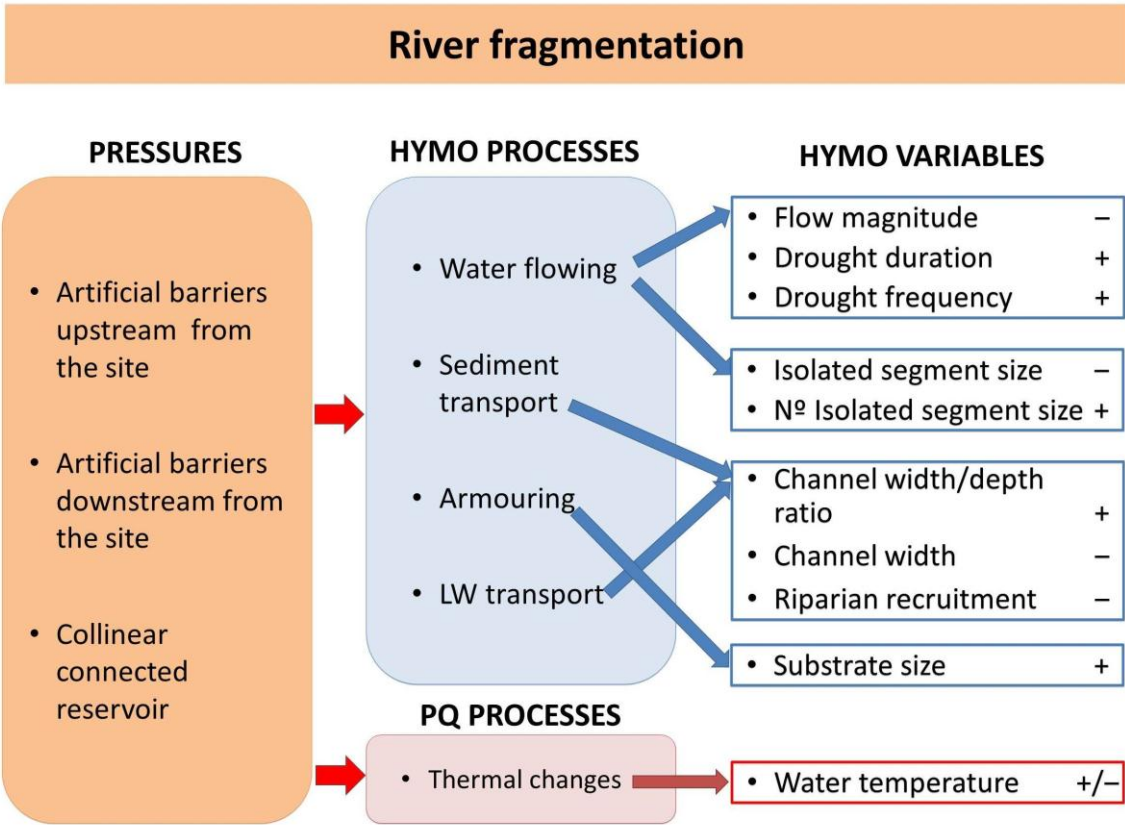 River fragmentation
PRESSURES
• Artificial barriers
upstream from
the site
• Artificial barriers
downstream from
the site
• Collinear
connected
reservoir
HYMO PROCESSES
• Water flowing
• Sediment
transport
• Armouring
• LW transport
PQ PROCESSES
• Thermal changes
HYMO VARIABLES
• Flow magnitude –
• Drought duration +
• Drought frequency +
• Isolated segment size –
• Nº Isolated segment size +
• Channel width/depth
ratio +
• Channel width –
• Riparian recruitment –
• Substrate size +
• Water temperature +/–